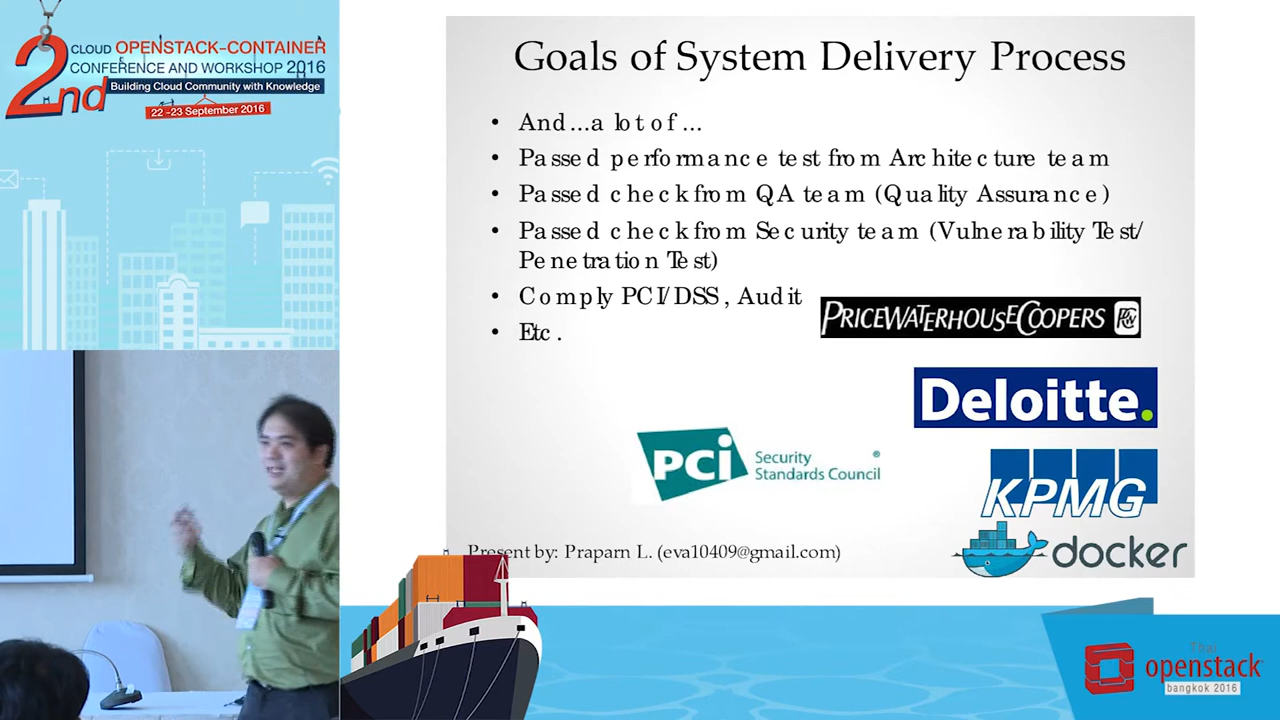 2nd
CLOUD OPENSTACK-CONTAINER
CONFERENCE AND WORKSHOP 2016
Building Cloud Community with Knowledge
22 -23 September 2016
Goals of System Delivery Process
• And...a lot of ...
• Passed performance test from Architecture team
• Passed check from QA team (Quality Assurance)
• Passed check from Security team (Vulnerability Test/
Penetration Test)
• Comply PCI/DSS, Audit
• Etc.
PRICEWATERHOUSECOOPERS PwC
Deloitte.
PCi Security ®
Standards Council
KPMG
docker
Present by: Praparn L. (eva10409@gmail.com)
Thai
openstack
bangkok 2016